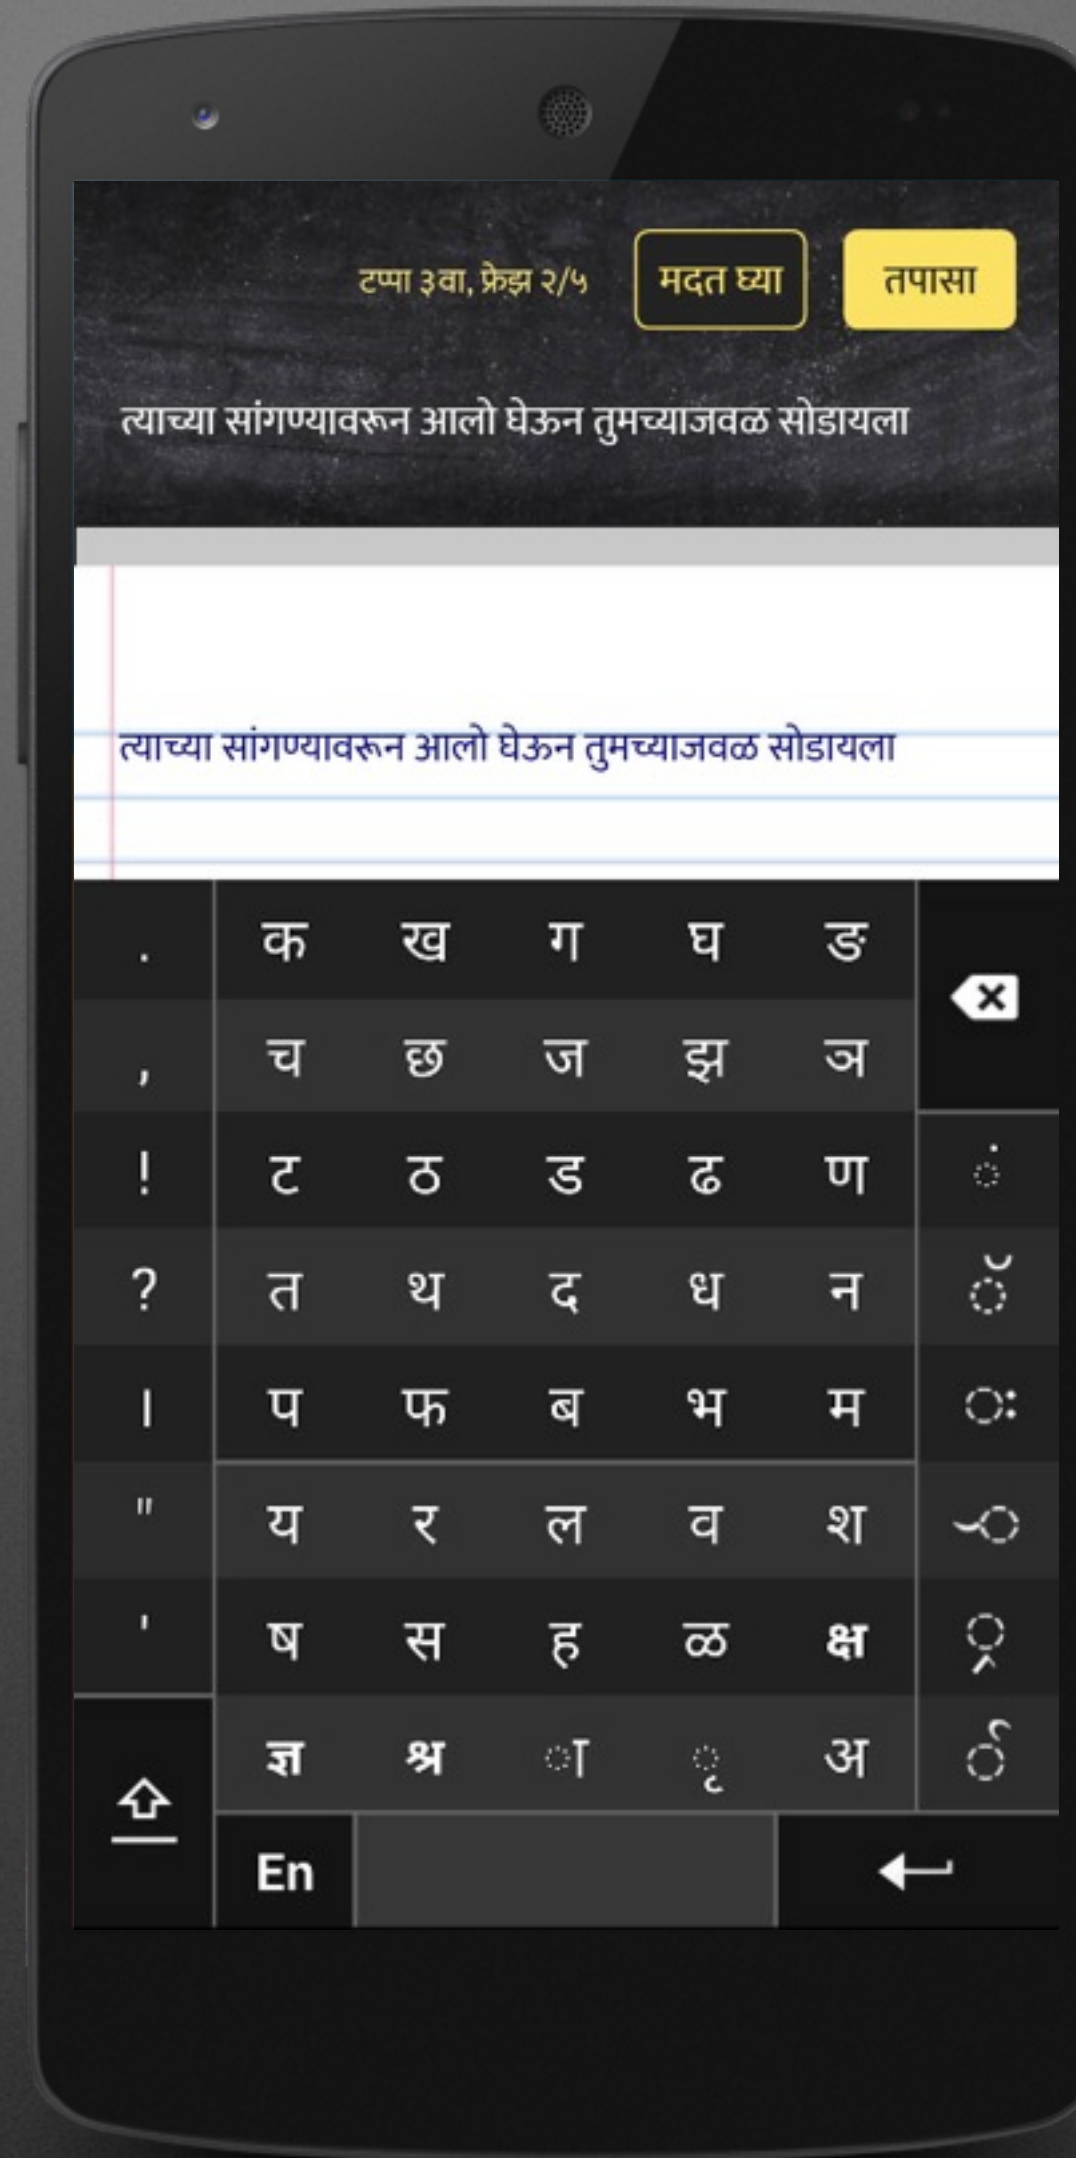 टप्पा ३वा, फ्रेझ २/५ मदत घ्या तपासा
त्याच्या सांगण्यावरून आलो घेऊन तुमच्याजवळ सोडायला
त्याच्या सांगण्यावरून आलो घेऊन तुमच्याजवळ सोडायला
. क ख ग घ ङ
, च छ ज झ ञ
! ट ठ ड ढ ण ं
? त थ द ध न ॅ
। प फ ब भ म ः
" य र ल व श
' ष स ह ळ क्ष ्र
ज्ञ श्र ा ृ अ र्
En